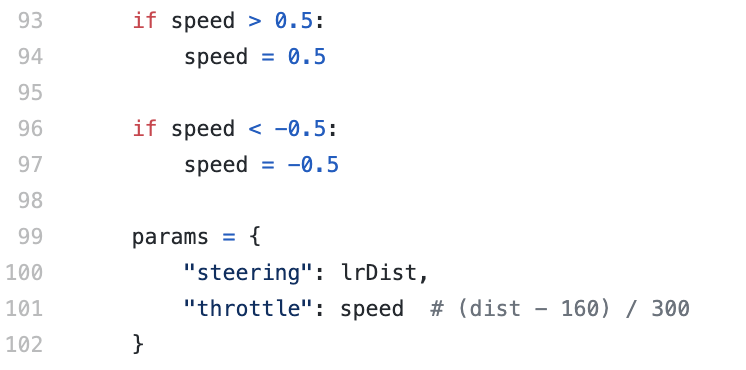 93 if speed > 0.5:
94 speed = 0.5
95
96 if speed < -0.5:
97 speed = -0.5
98
99 params = {
100 "steering": lrDist,
101 "throttle": speed  # (dist - 160) / 300
102 }